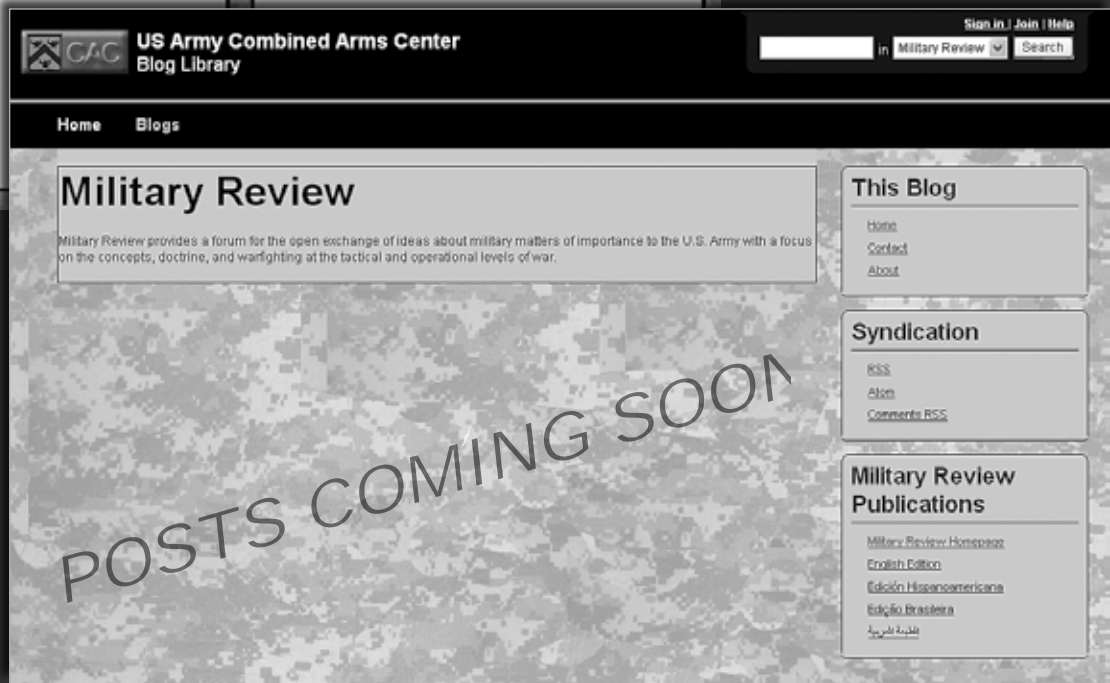 Sign in | Join | Help
CAC
US Army Combined Arms Center
Blog Library
in Military Review Search
Home Blogs
Military Review
Military Review provides a forum for the open exchange of ideas about military matters of importance to the U.S. Army with a focus
on the concepts, doctrine, and warfighting at the tactical and operational levels of war.
POSTS COMING SOON
This Blog
Home
Contact
About
Syndication
RSS
Atom
Comments RSS
Military Review
Publications
Military Review Homepage
English Edition
Edición Hispanoamericana
Edição Brasileira